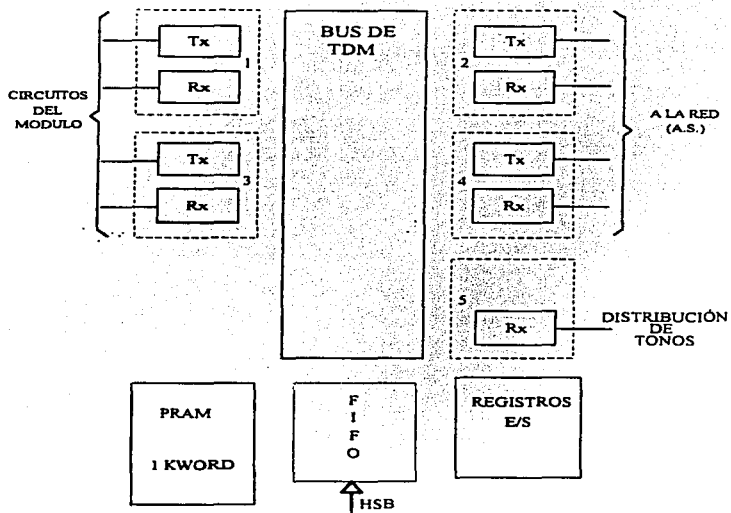 Tx
1
Rx
CIRCUITOS
DEL
MODULO
Tx
3
Rx
BUS DE
TDM
Tx
2
Rx
A LA RED
(A.S.)
Tx
4
Rx
5
Rx
DISTRIBUCIÓN
DE
TONOS
PRAM
1 KWORD
F
I
F
O
HSB
REGISTROS
E/S